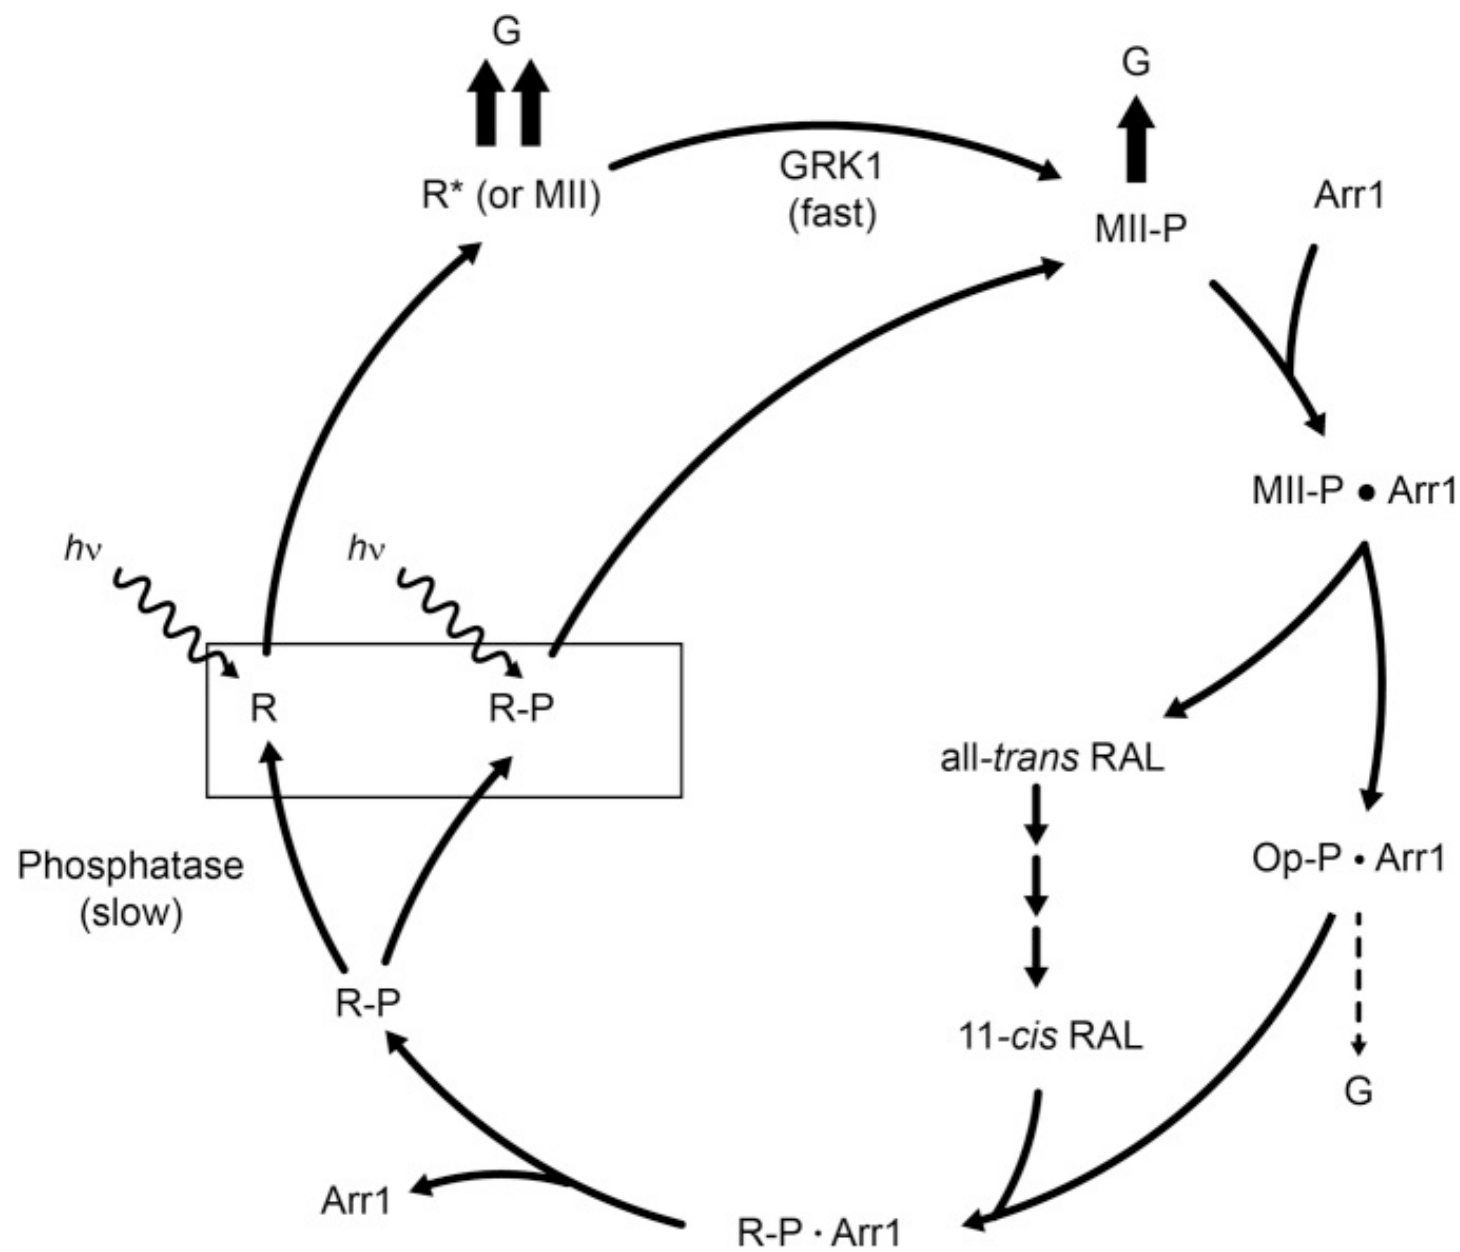 G
G
R* (or MII)
GRK1
(fast)
Arr1
MII-P
MII-P • Arr1
hν
hν
R
R-P
all-trans RAL
Phosphatase
(slow)
Op-P · Arr1
R-P
11-cis RAL
G
Arr1
R-P · Arr1